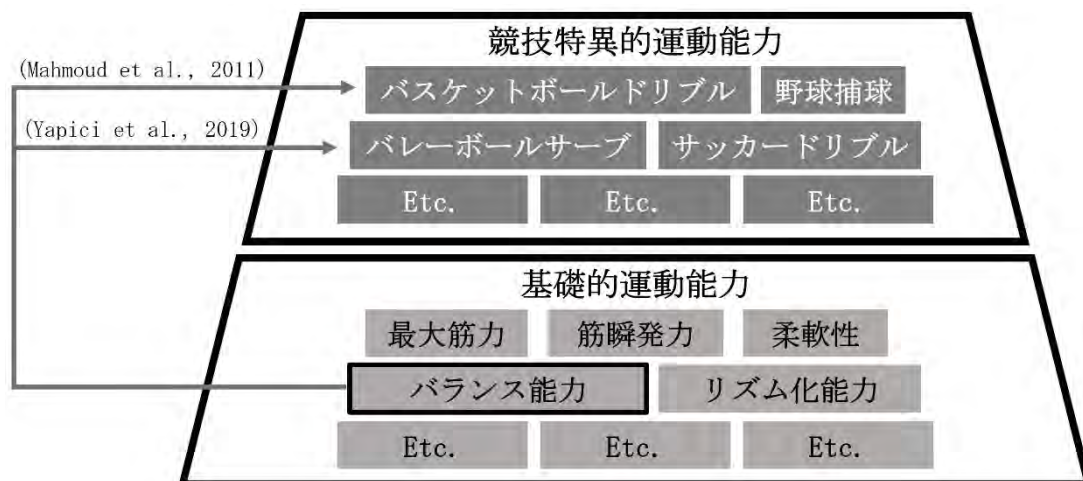 競技特異的運動能力
(Mahmoud et al., 2011)
バスケットボールドリブル 野球捕球
(Yapici et al., 2019)
バレーボールサーブ サッカードリブル
Etc. Etc. Etc.
基礎的運動能力
最大筋力 筋瞬発力 柔軟性
バランス能力 リズム化能力
Etc. Etc. Etc.